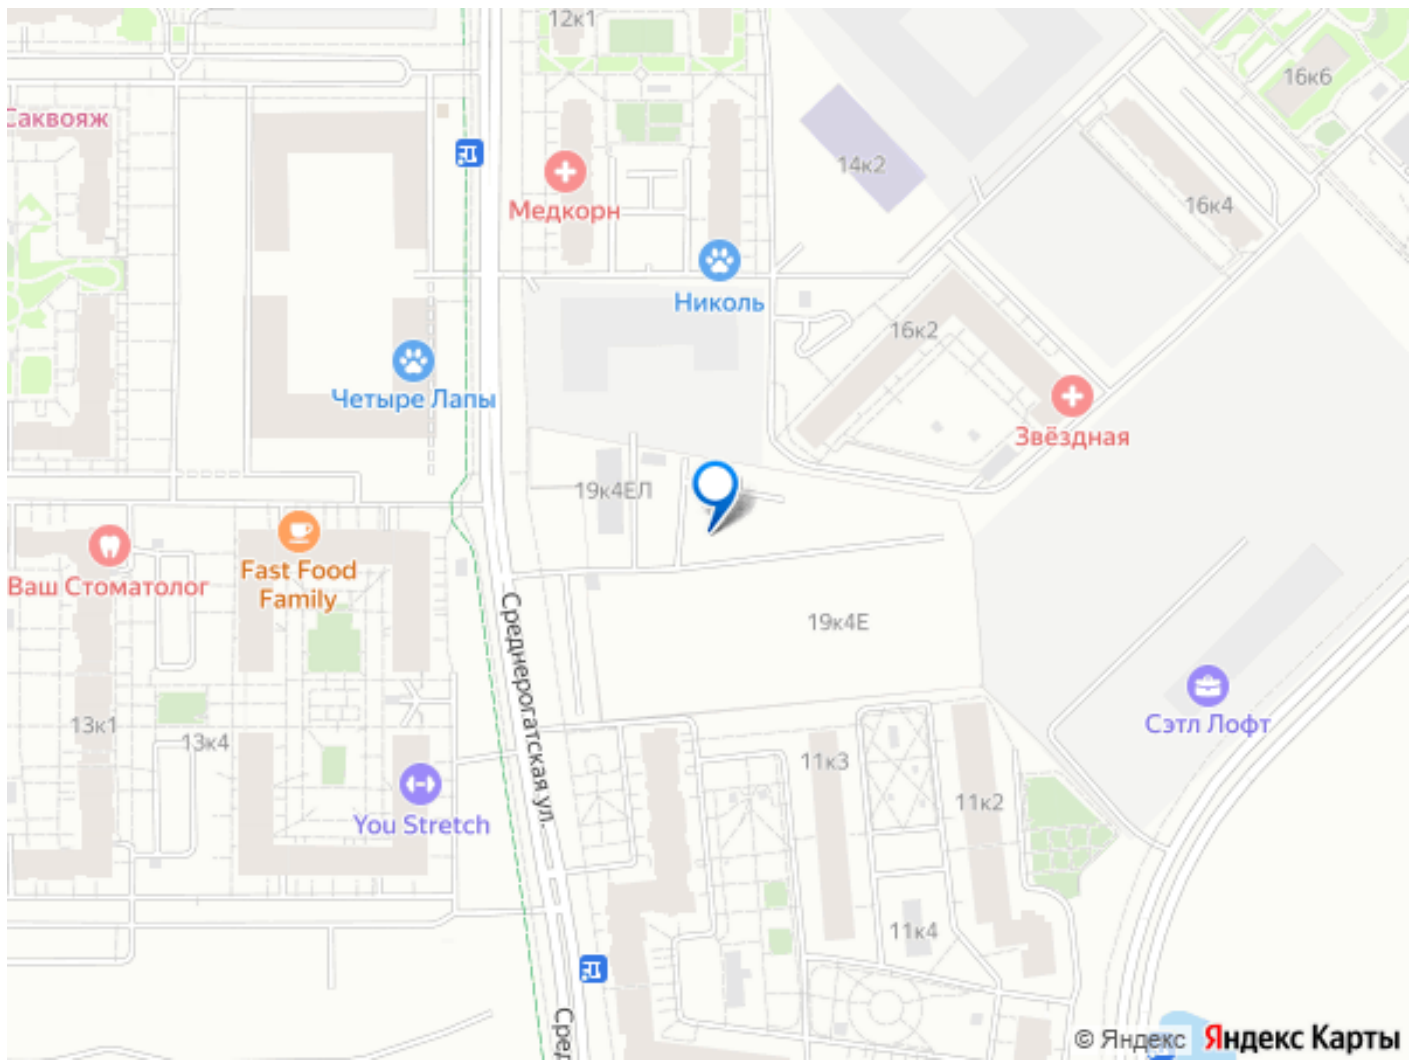 12к1
16к6
Саквояж
14к2
Медкорн
16к4
Николь
16к2
Четыре Лапы
Звёздная
19к4ЕЛ
Fast Food
Family
Ваш Стоматолог
Среднерогатская ул.
19к4Е
Сэтл Лофт
13к1
13к4
11к3
11к2
You Stretch
11к4
Сред
© Яндекс Яндекс Карты